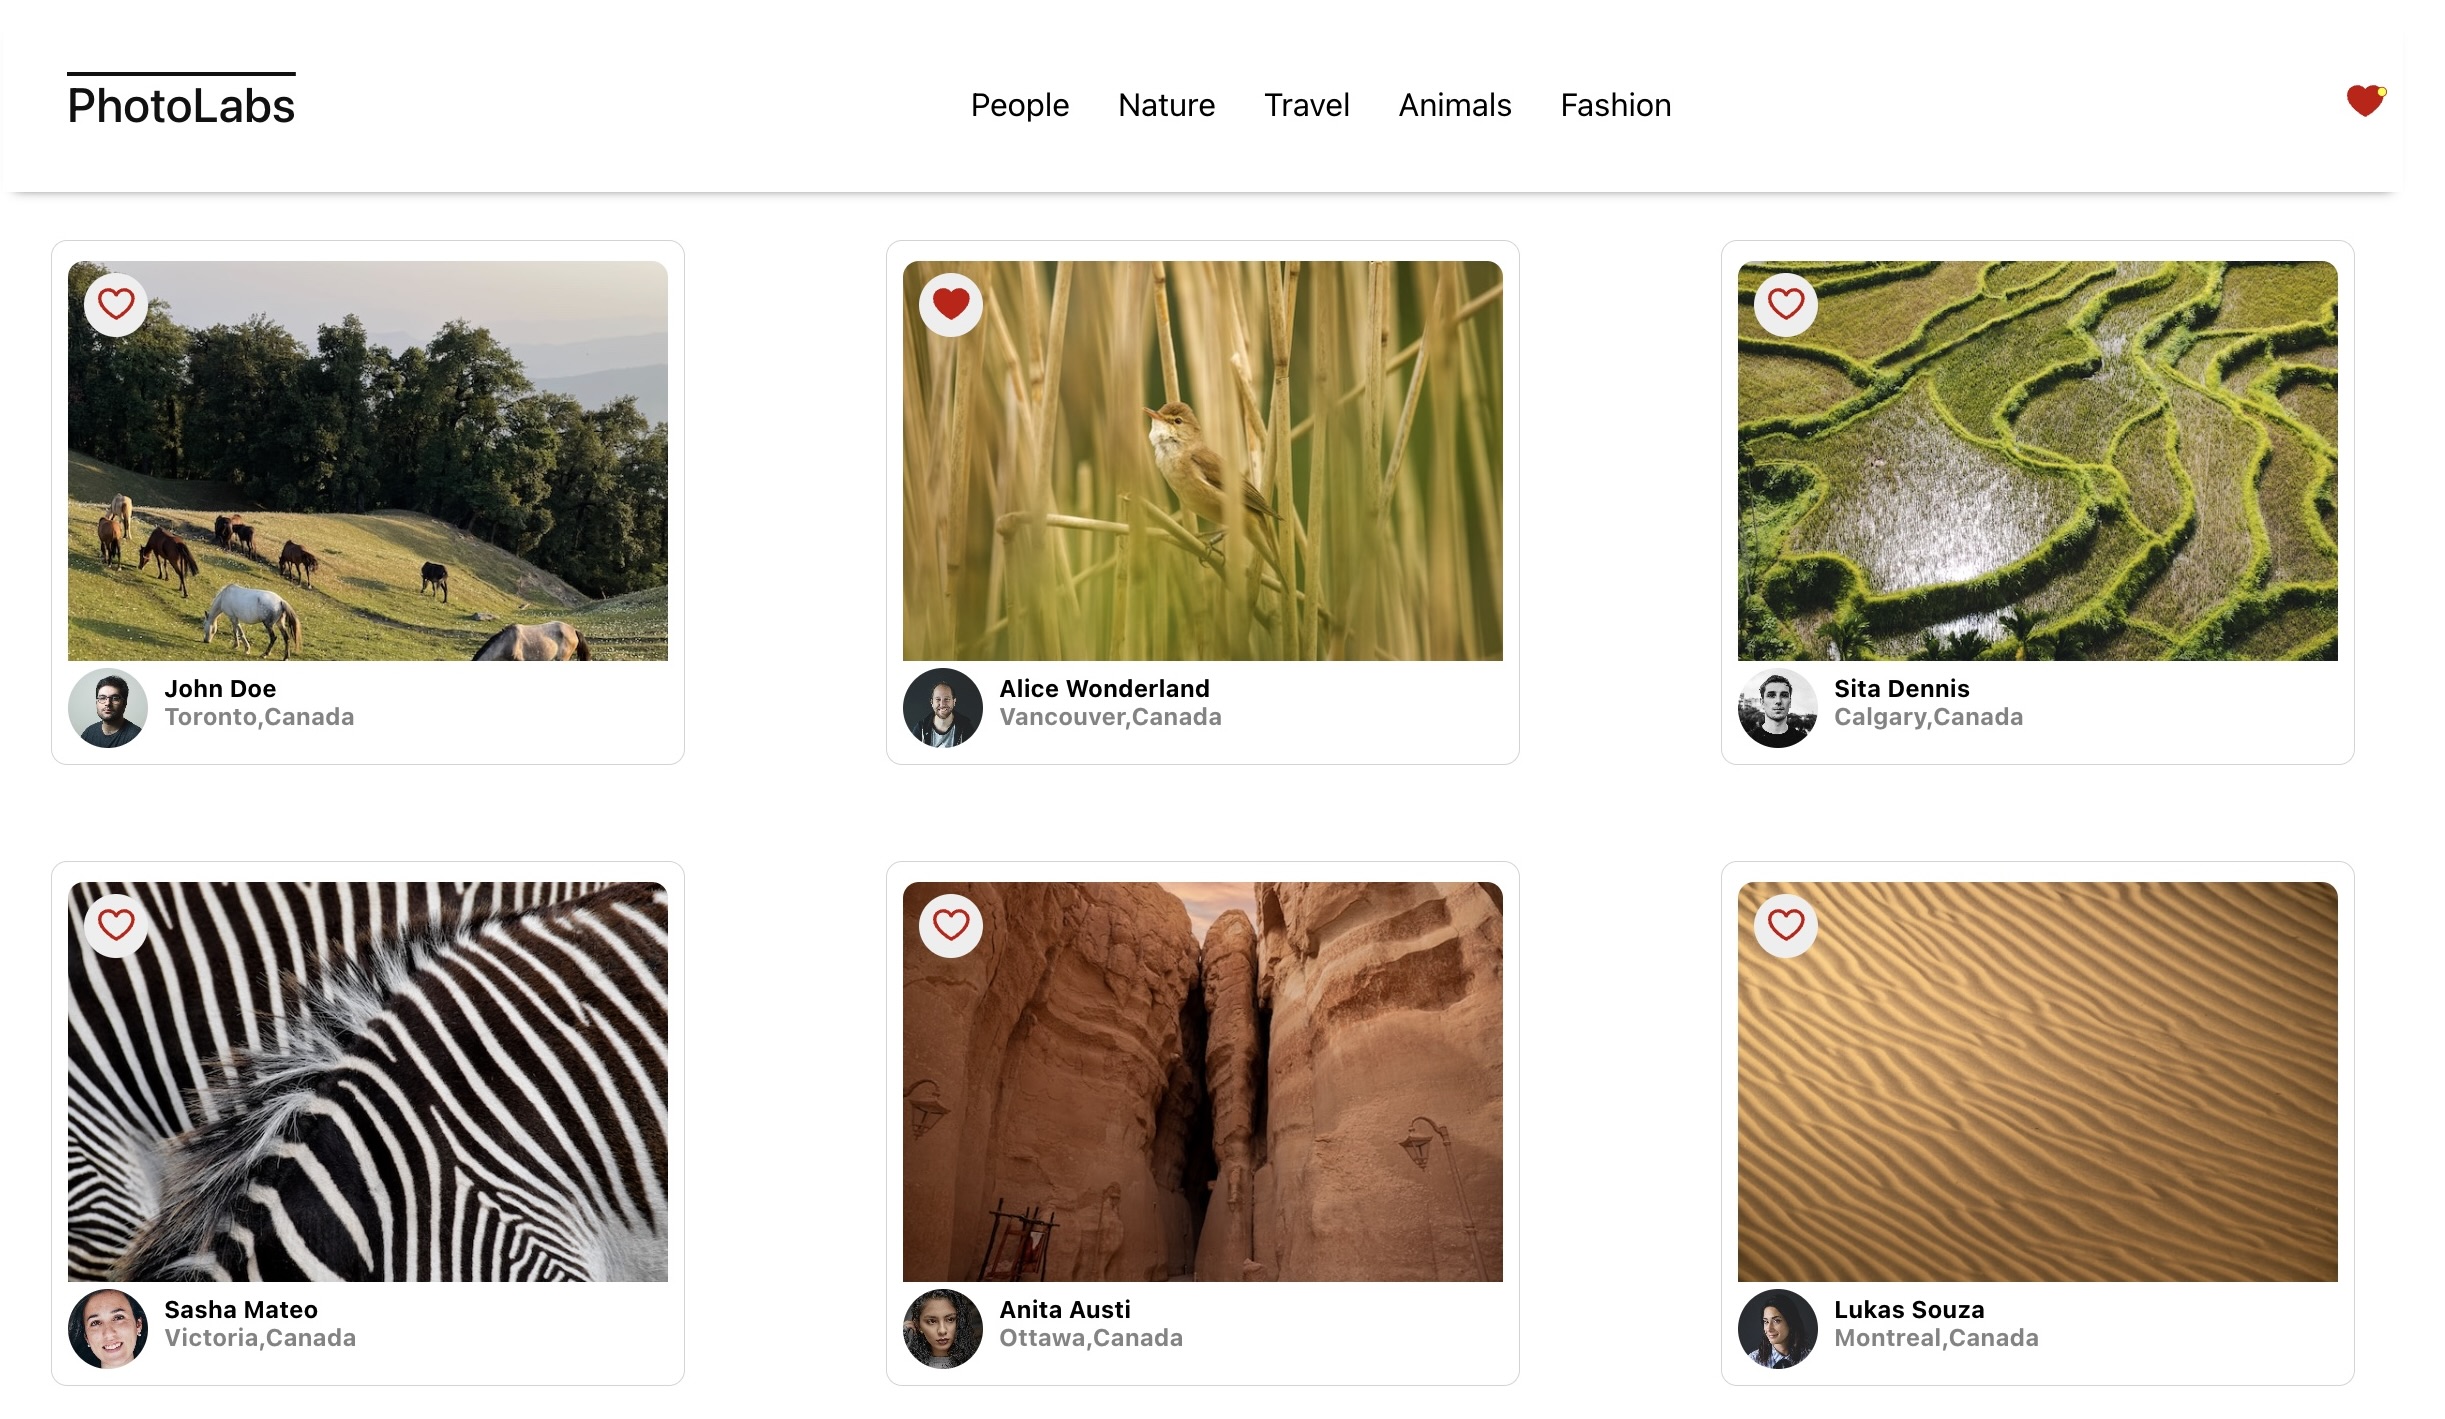 PhotoLabs
People
Nature
Travel
Animals
Fashion
John Doe
Toronto,Canada
Alice Wonderland
Vancouver,Canada
Sita Dennis
Calgary,Canada
Sasha Mateo
Victoria,Canada
Anita Austi
Ottawa,Canada
Lukas Souza
Montreal,Canada